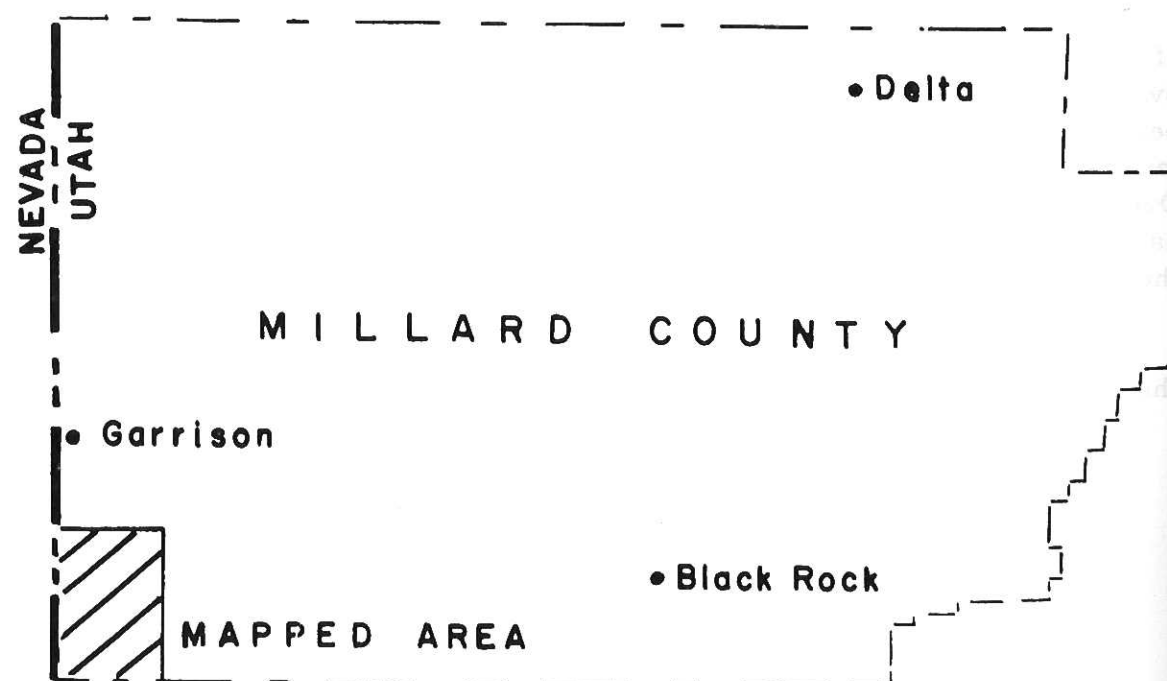 Delta
NEVADA
UTAH
MILLARD COUNTY
Garrison
Black Rock
MAPPED AREA